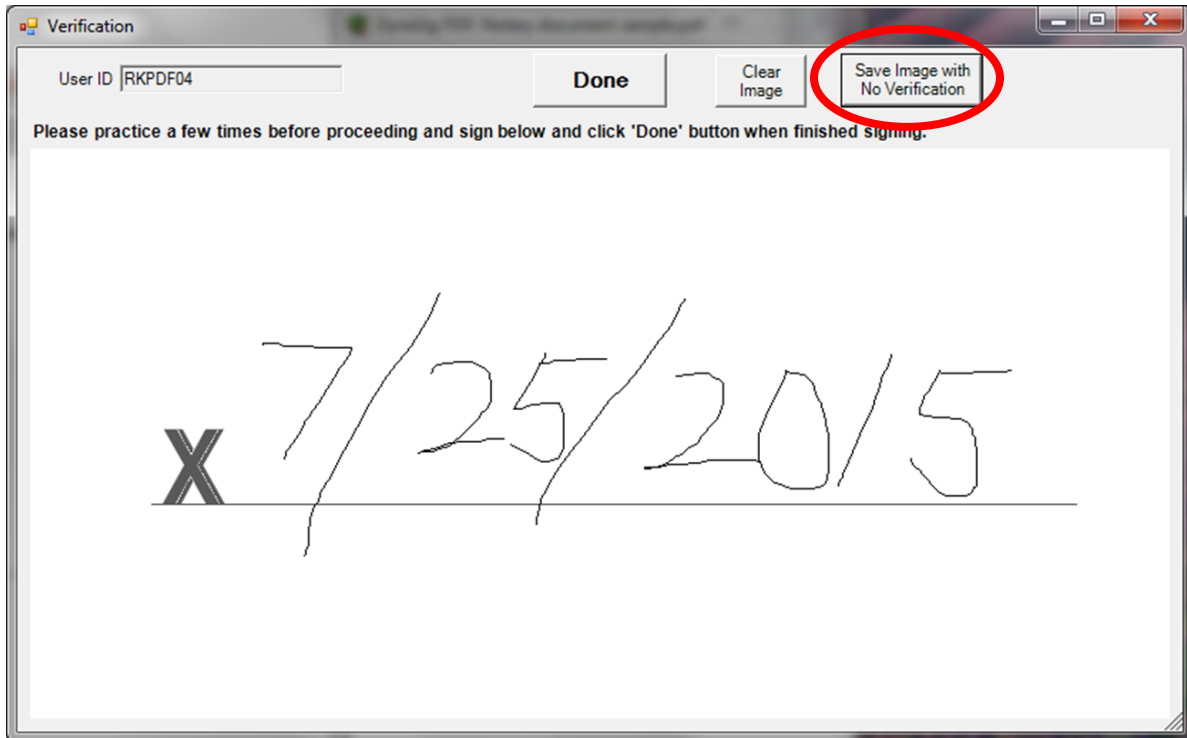 Verification
User ID RKPDF04
Done
Clear
Image
Save Image with
No Verification
Please practice a few times before proceeding and sign below and click 'Done' button when finished signing.
X 7/25/2015